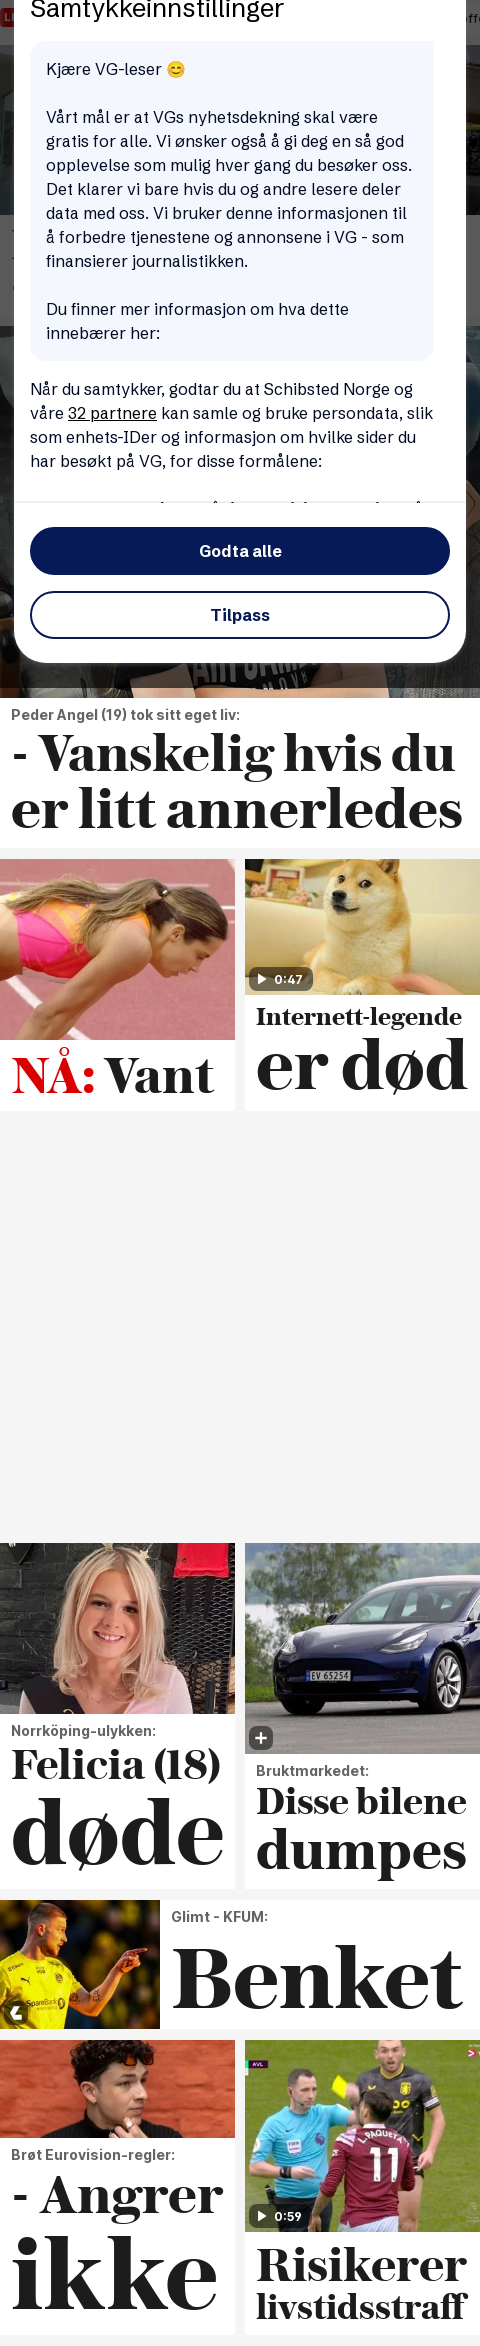 Samtykkeinnstillinger
Kjære VG-leser 😊
Vårt mål er at VGs nyhetsdekning skal være
gratis for alle. Vi ønsker også å gi deg en så god
opplevelse som mulig hver gang du besøker oss.
Det klarer vi bare hvis du og andre lesere deler
data med oss. Vi bruker denne informasjonen til
å forbedre tjenestene og annonsene i VG - som
finansierer journalistikken.
Du finner mer informasjon om hva dette
innebærer her:
Når du samtykker, godtar du at Schibsted Norge og
våre 32 partnere kan samle og bruke persondata, slik
som enhets-IDer og informasjon om hvilke sider du
har besøkt på VG, for disse formålene:
Godta alle
Tilpass
Peder Angel (19) tok sitt eget liv:
- Vanskelig hvis du
er litt annerledes
NÅ: Vant
0:47
Internett-legende
er død
Norrköping-ulykken:
Felicia (18)
døde
EV 65254
Bruktmarkedet:
Disse bilene
dumpes
SpareBank
Glimt - KFUM:
Benket
Brøt Eurovision-regler:
- Angrer
ikke
AVL
L. PAQUETÁ
11
0:59
Risikerer
livstidsstraff